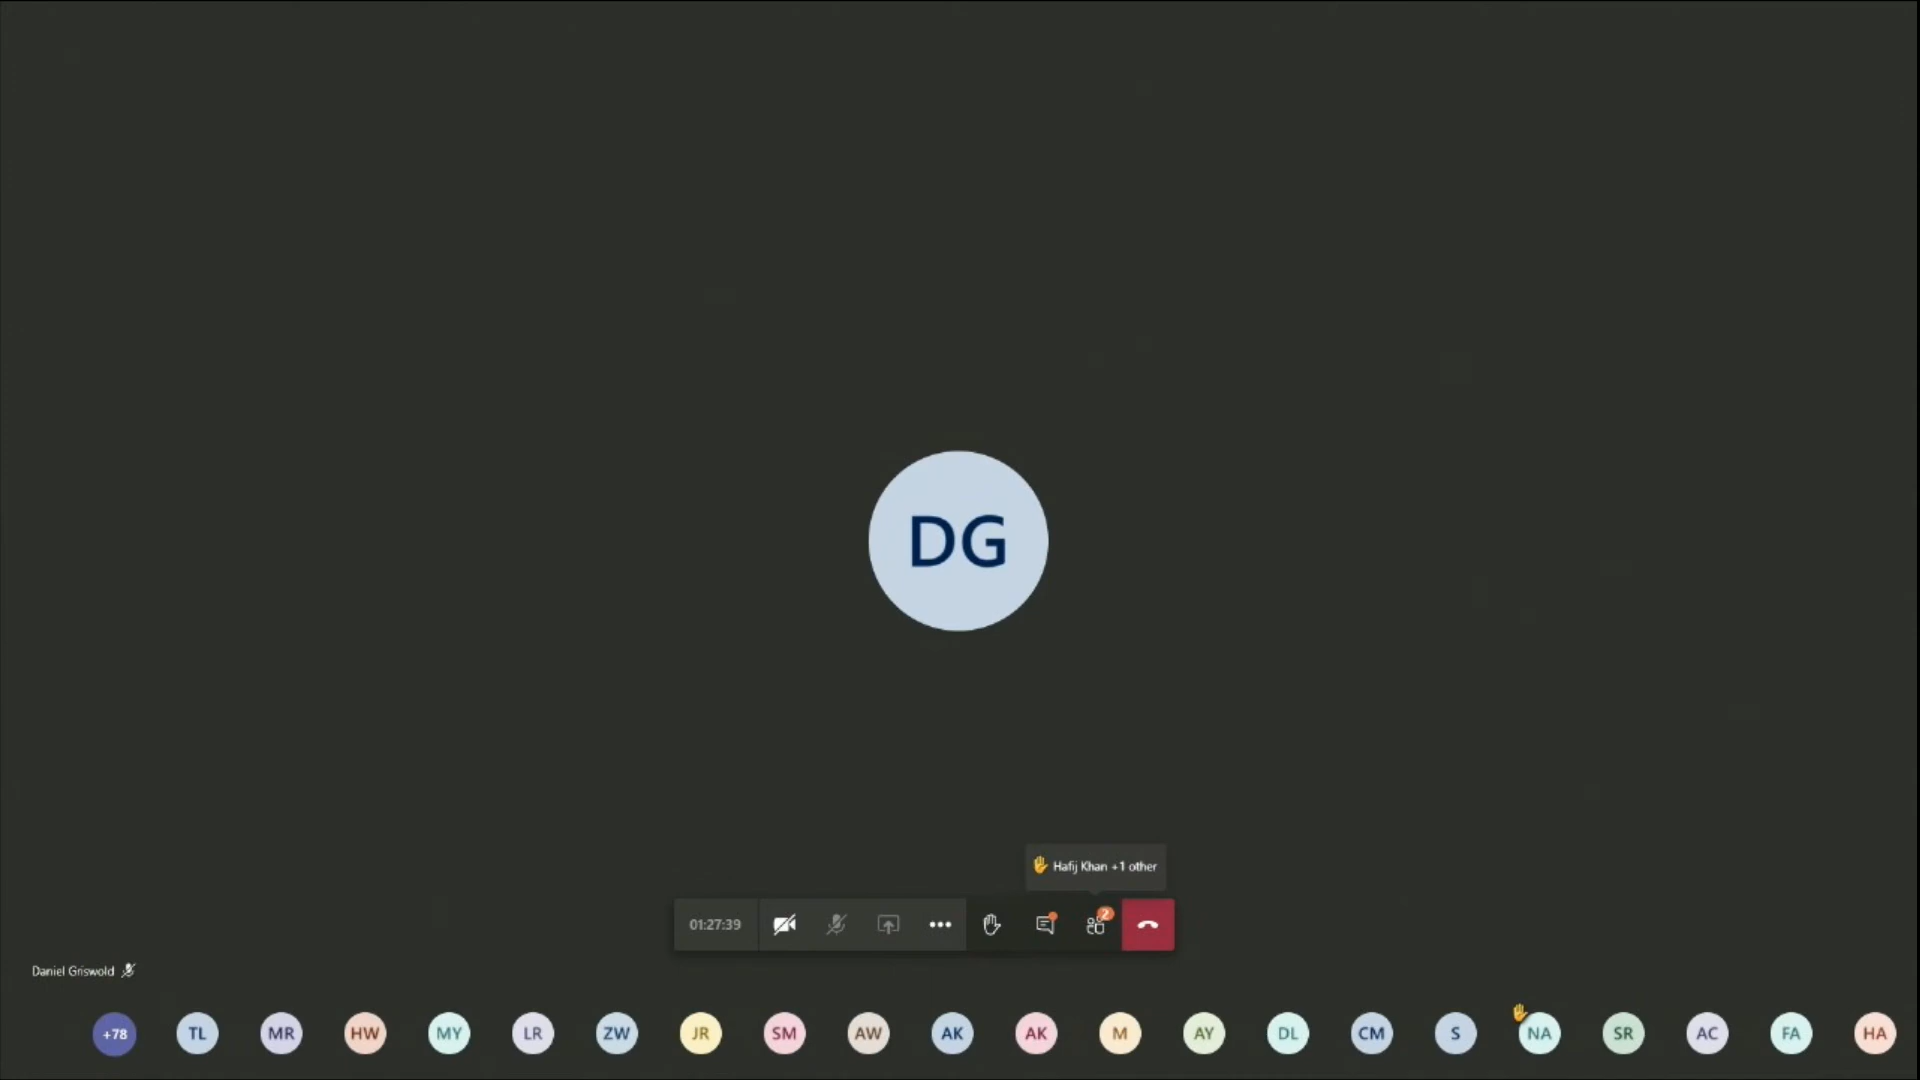 DG
Hafij Khan +1 other
01:27:39
2
Daniel Griswold
+78 TL MR HW MY LR ZW JR SM AW AK AK M AY DL CM S NA SR AC FA HA